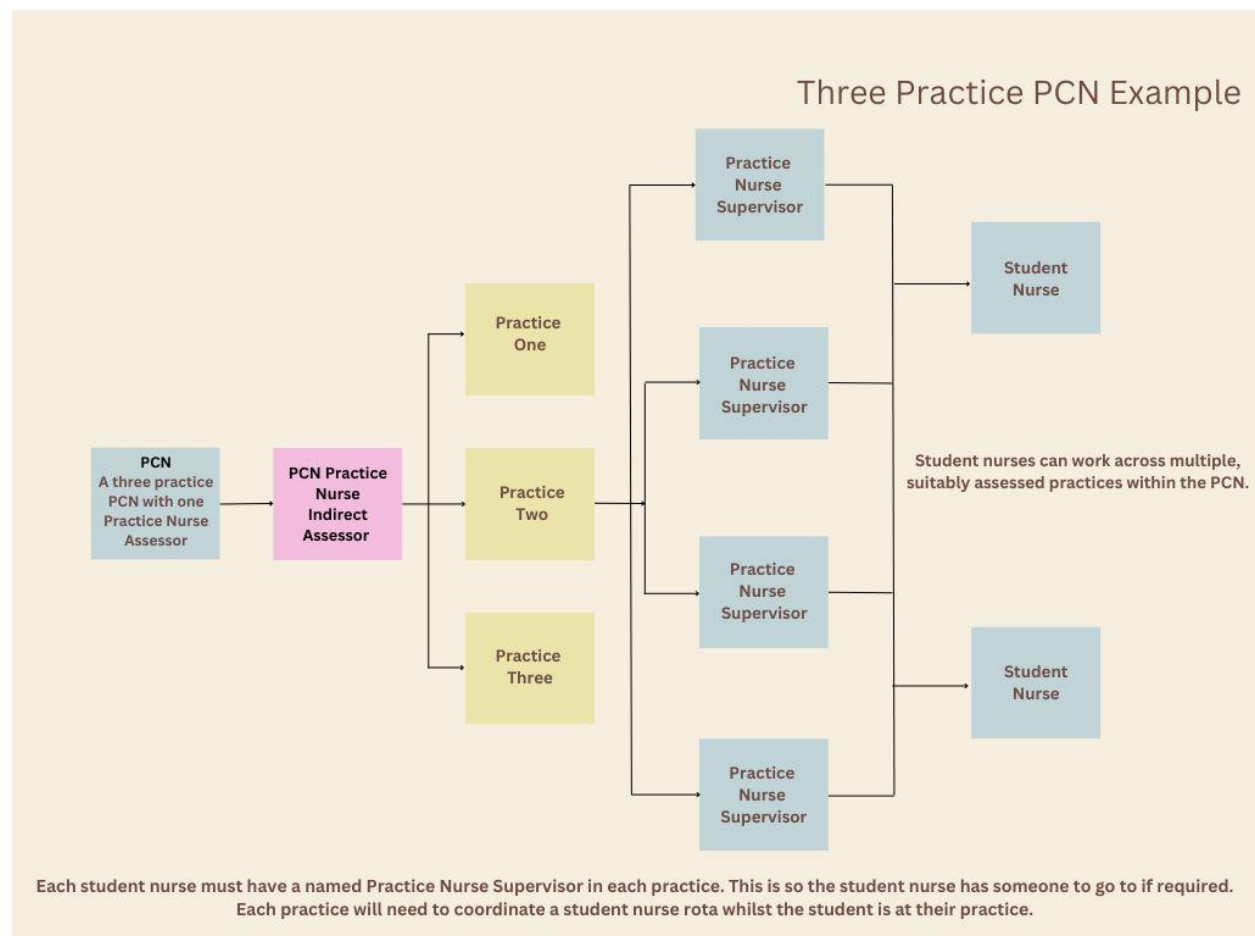 Three Practice PCN Example
PCN
A three practice
PCN with one
Practice Nurse
Assessor
PCN Practice
Nurse
Indirect
Assessor
Practice
One
Practice
Two
Practice
Three
Practice
Nurse
Supervisor
Practice
Nurse
Supervisor
Practice
Nurse
Supervisor
Practice
Nurse
Supervisor
Student
Nurse
Student nurses can work across multiple,
suitably assessed practices within the PCN.
Student
Nurse
Each student nurse must have a named Practice Nurse Supervisor in each practice. This is so the student nurse has someone to go to if required.
Each practice will need to coordinate a student nurse rota whilst the student is at their practice.